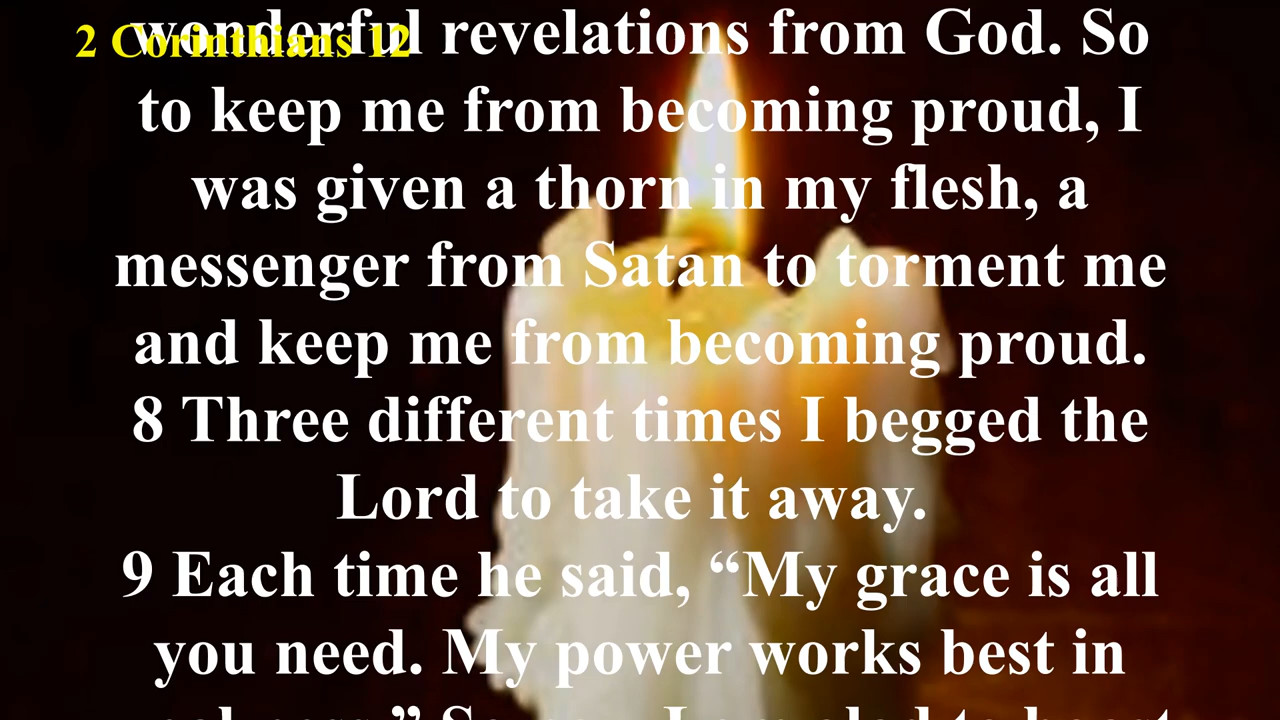 2 Corinthians 12
wonderful revelations from God. So
to keep me from becoming proud, I
was given a thorn in my flesh, a
messenger from Satan to torment me
and keep me from becoming proud.
8 Three different times I begged the
Lord to take it away.
9 Each time he said, “My grace is all
you need. My power works best in